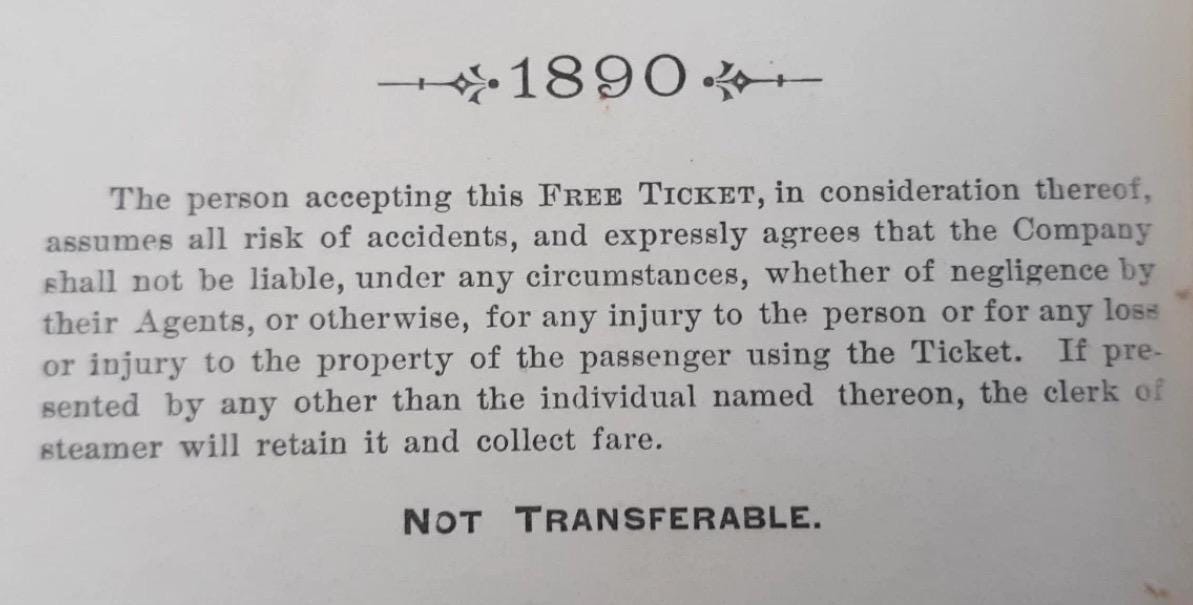 1890
The person accepting this FREE TICKET, in consideration thereof,
assumes all risk of accidents, and expressly agrees that the Company
shall not be liable, under any circumstances, whether of negligence by
their Agents, or otherwise, for any injury to the person or for any loss
or injury to the property of the passenger using the Ticket. If pre-
sented by any other than the individual named thereon, the clerk of
steamer will retain it and collect fare.
NOT TRANSFERABLE.